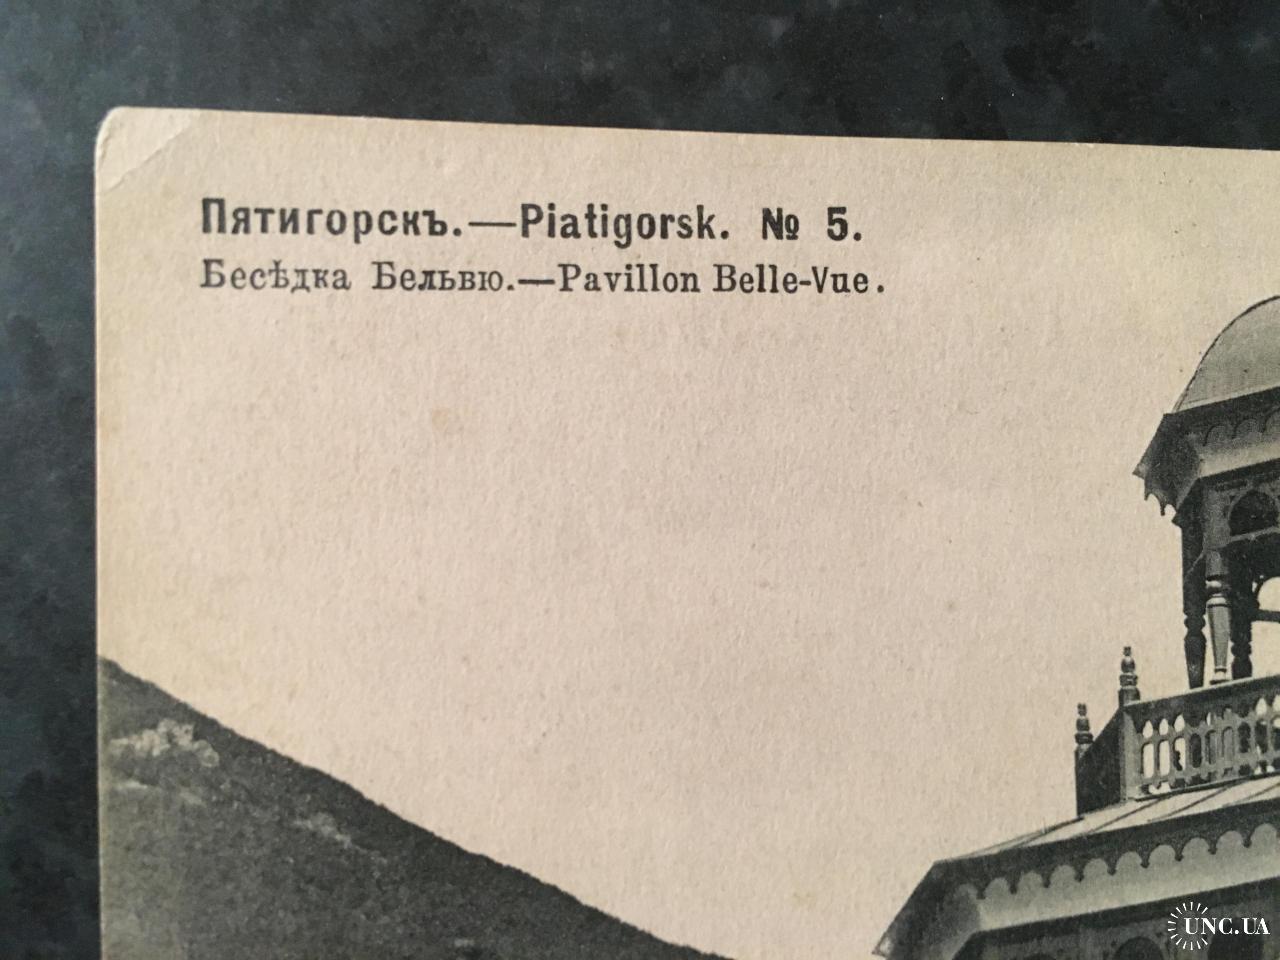 Пятигорскъ.—Piatigorsk. № 5.
Бесѣдка Бельвю.—Pavillon Belle-Vue.
UNC.UA